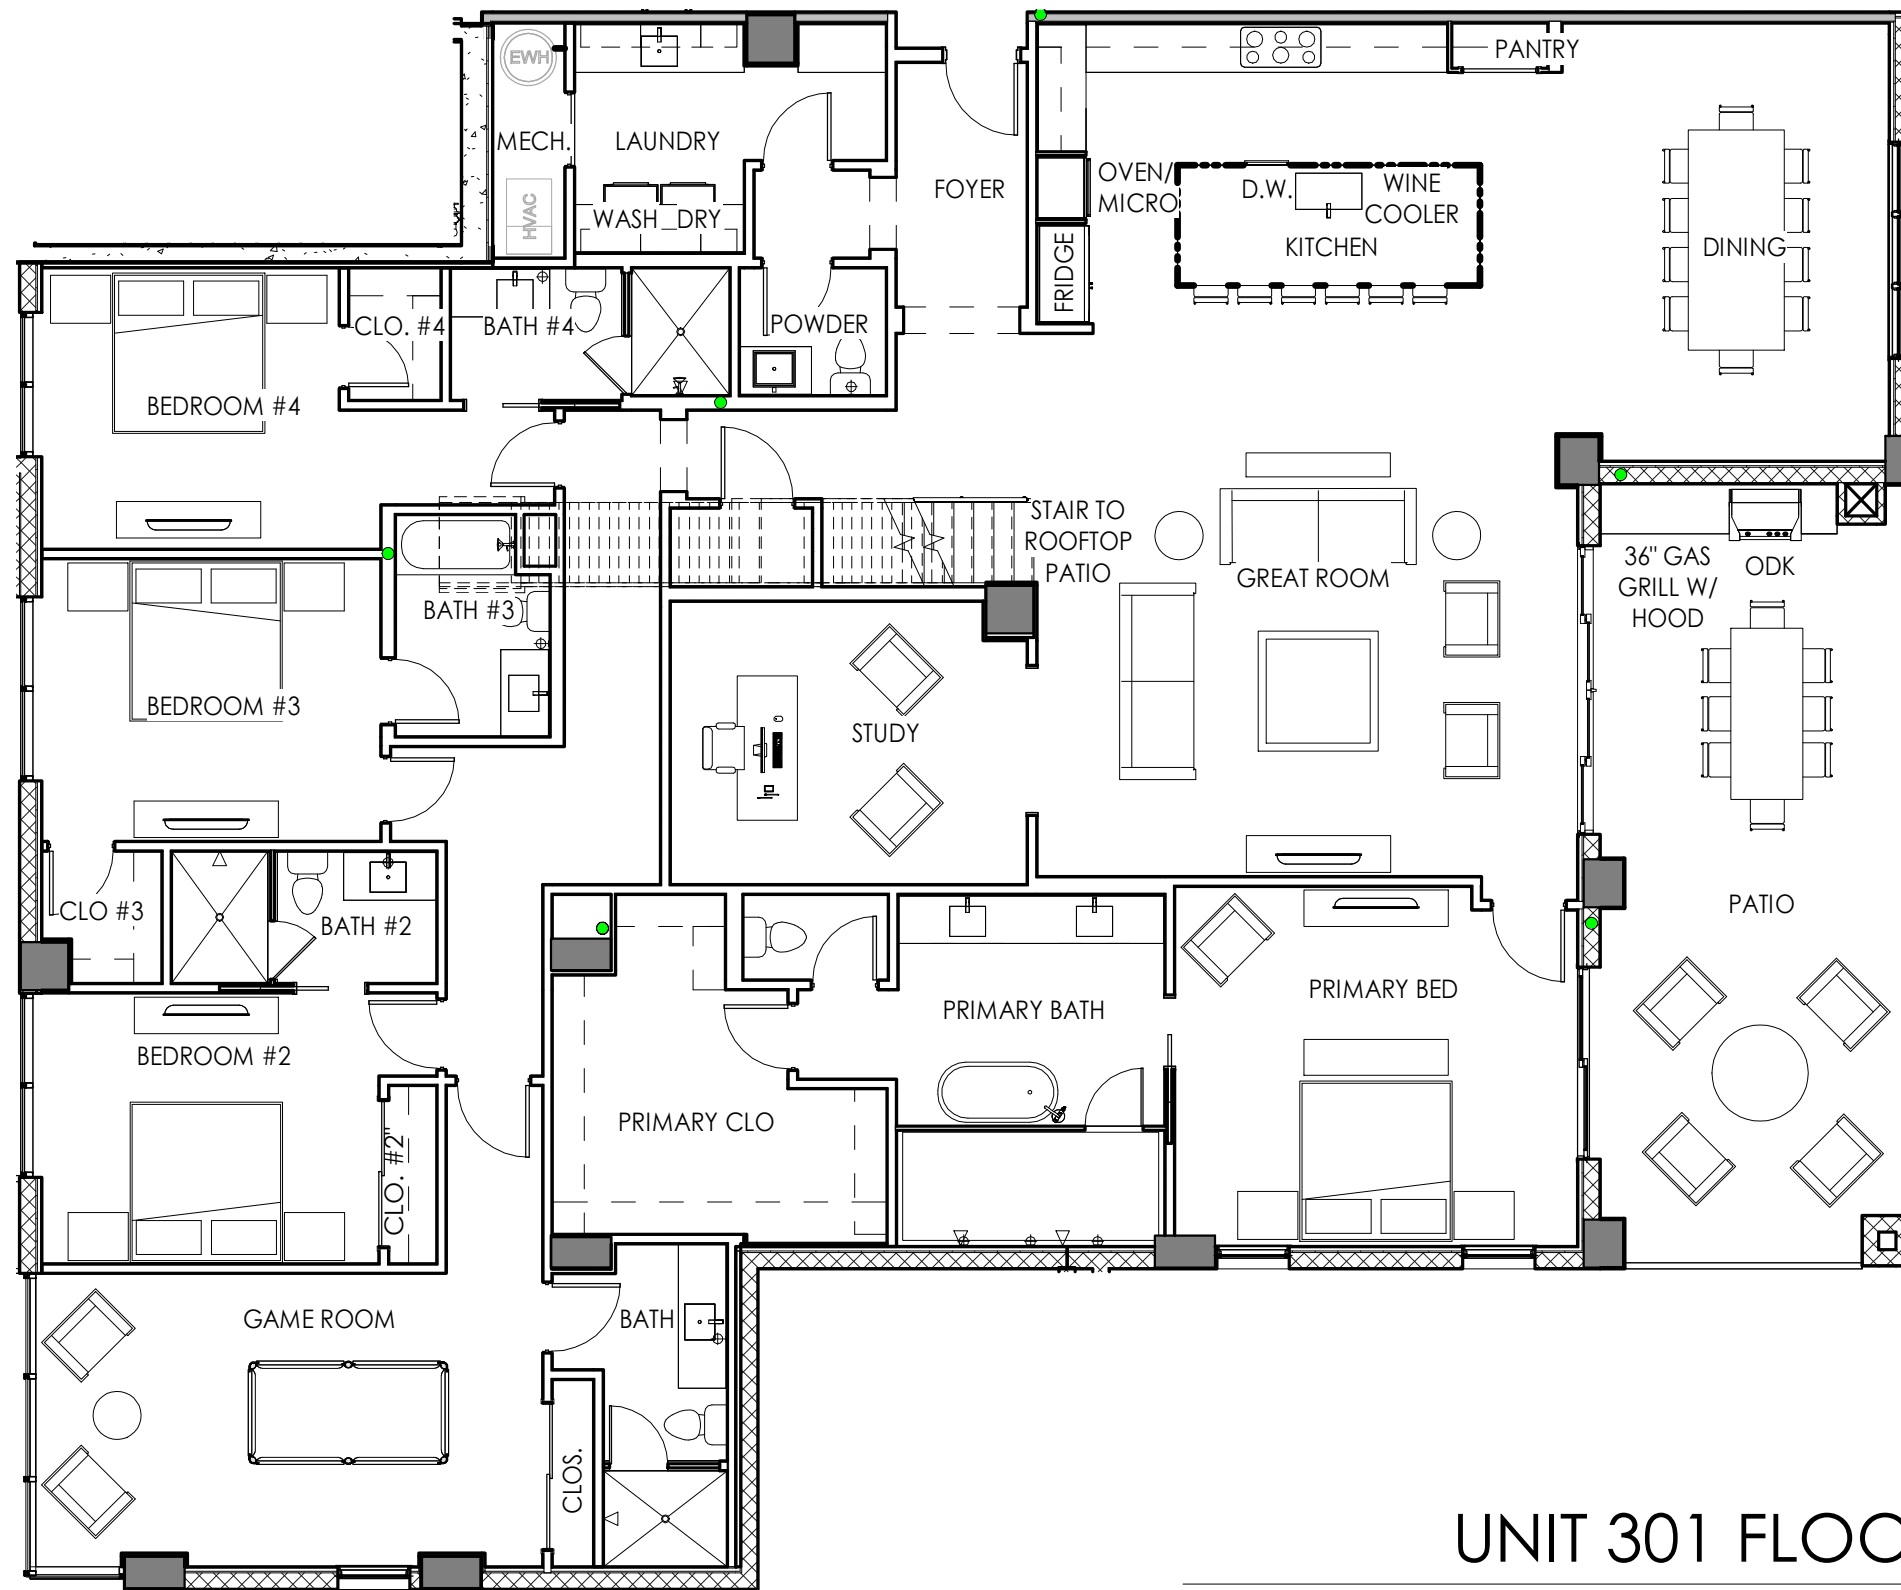 EWH
PANTRY
MECH.
LAUNDRY
FOYER
OVEN/
MICRO
D.W.
WINE
COOLER
HVAC
WASH
DRY
KITCHEN
DINING
FRIDGE
CLO. #4
BATH #4
POWDER
BEDROOM #4
STAIR TO
ROOFTOP
PATIO
GREAT ROOM
36" GAS
GRILL W/
HOOD
ODK
BATH #3
BEDROOM #3
STUDY
CLO #3
BATH #2
PATIO
PRIMARY BATH
PRIMARY BED
BEDROOM #2
PRIMARY CLO
CLO. #2"
GAME ROOM
BATH
CLOS.
UNIT 301 FLOO